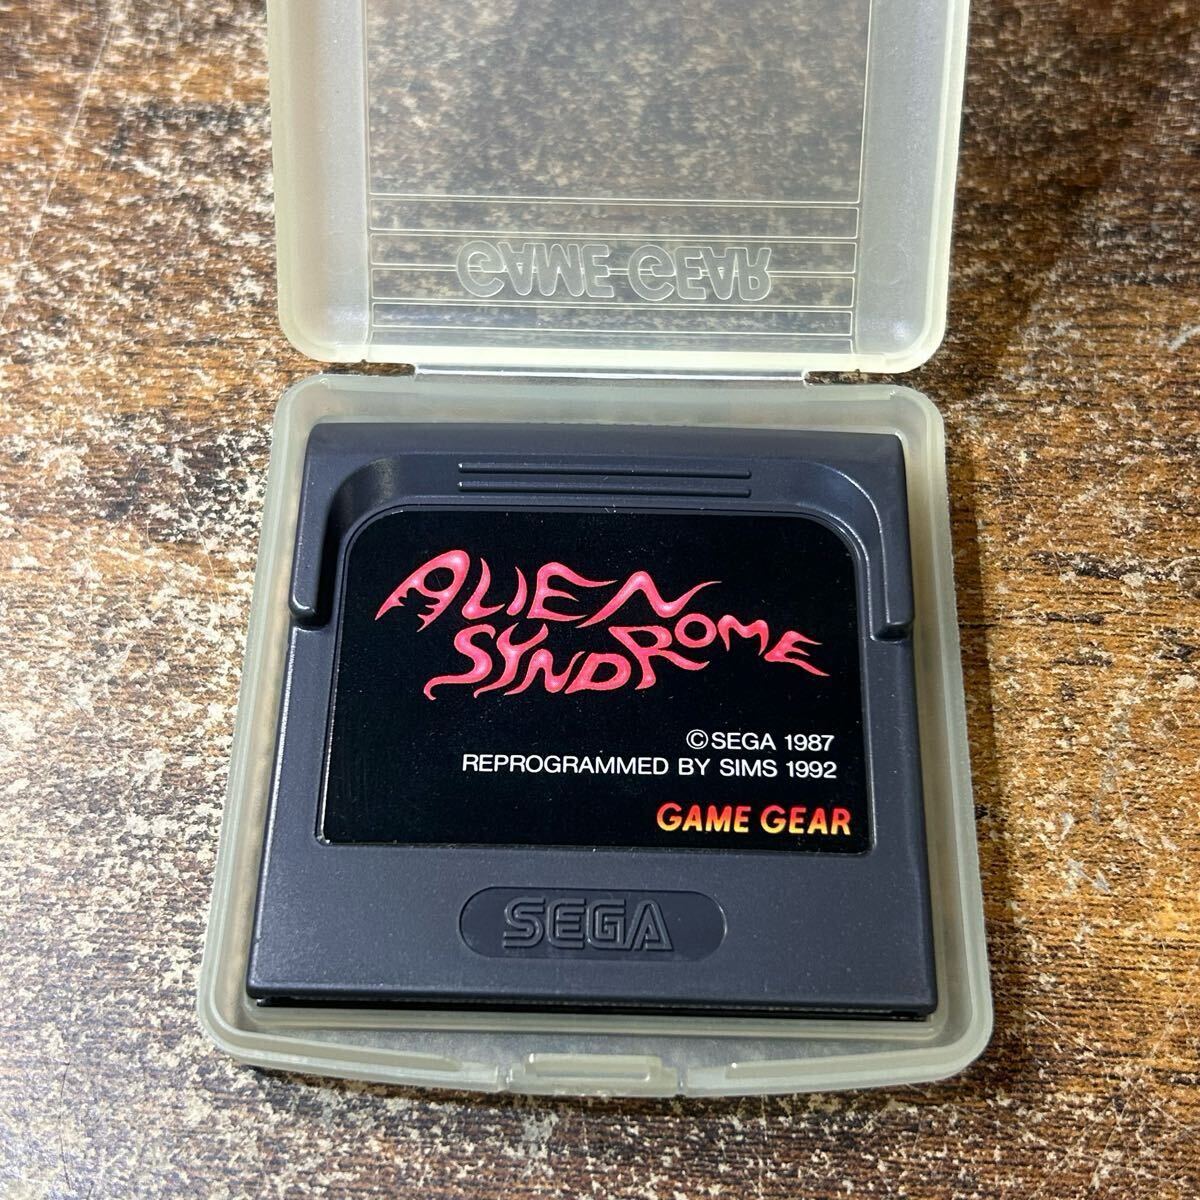 GAME GEAR
ALIEN
SYNDROME
©SEGA 1987
REPROGRAMMED BY SIMS 1992
GAME GEAR
SEGA